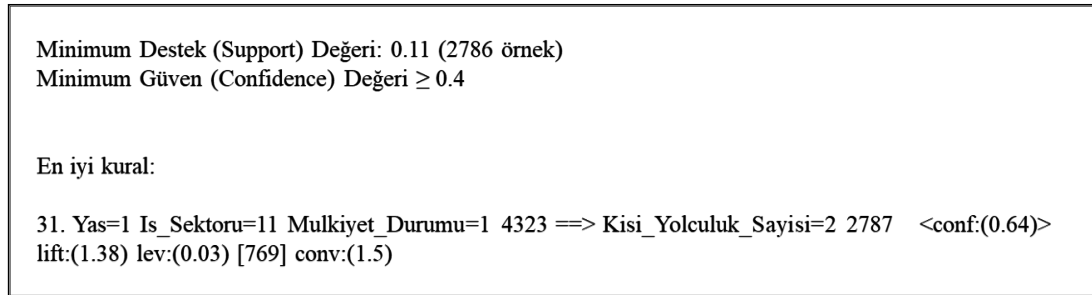 Minimum Destek (Support) Değeri: 0.11 (2786 örnek)
Minimum Güven (Confidence) Değeri ≥ 0.4
En iyi kural:
31. Yas=1 Is_Sektoru=11 Mulkiyet_Durumu=1 4323 ==> Kisi_Yolculuk_Sayisi=2 2787 <conf:(0.64)>
lift:(1.38) lev:(0.03) [769] conv:(1.5)